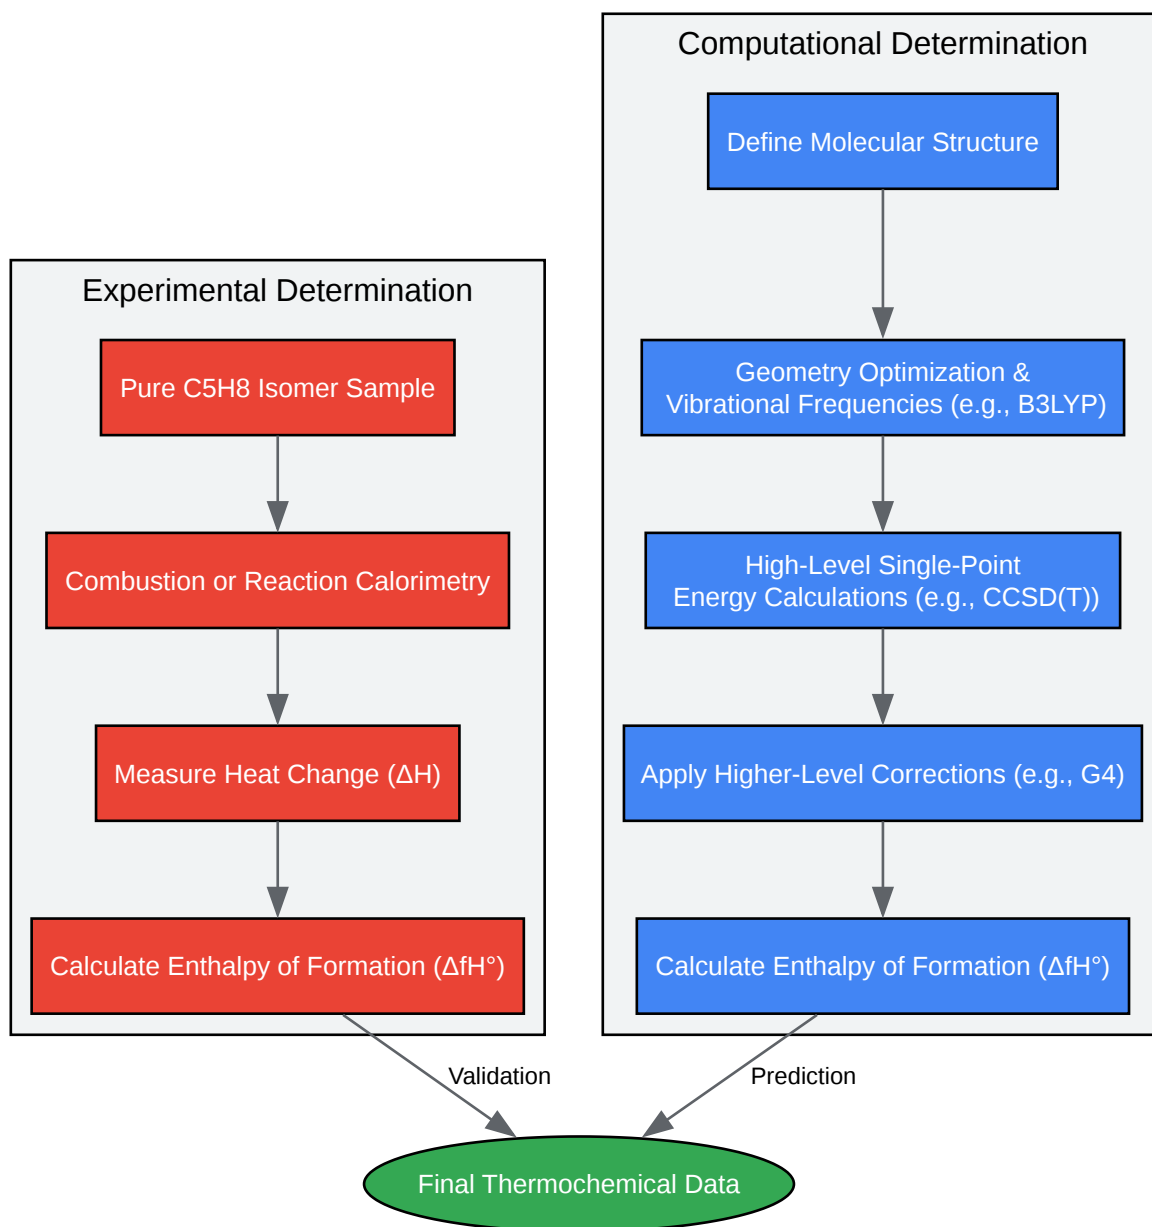 Computational Determination
Define Molecular Structure
Experimental Determination
Pure C5H8 Isomer Sample
Geometry Optimization &
Vibrational Frequencies (e.g., B3LYP)
Combustion or Reaction Calorimetry
High-Level Single-Point
Energy Calculations (e.g., CCSD(T))
Measure Heat Change (ΔH)
Apply Higher-Level Corrections (e.g., G4)
Calculate Enthalpy of Formation (ΔfH°)
Calculate Enthalpy of Formation (ΔfH°)
Validation
Prediction
Final Thermochemical Data